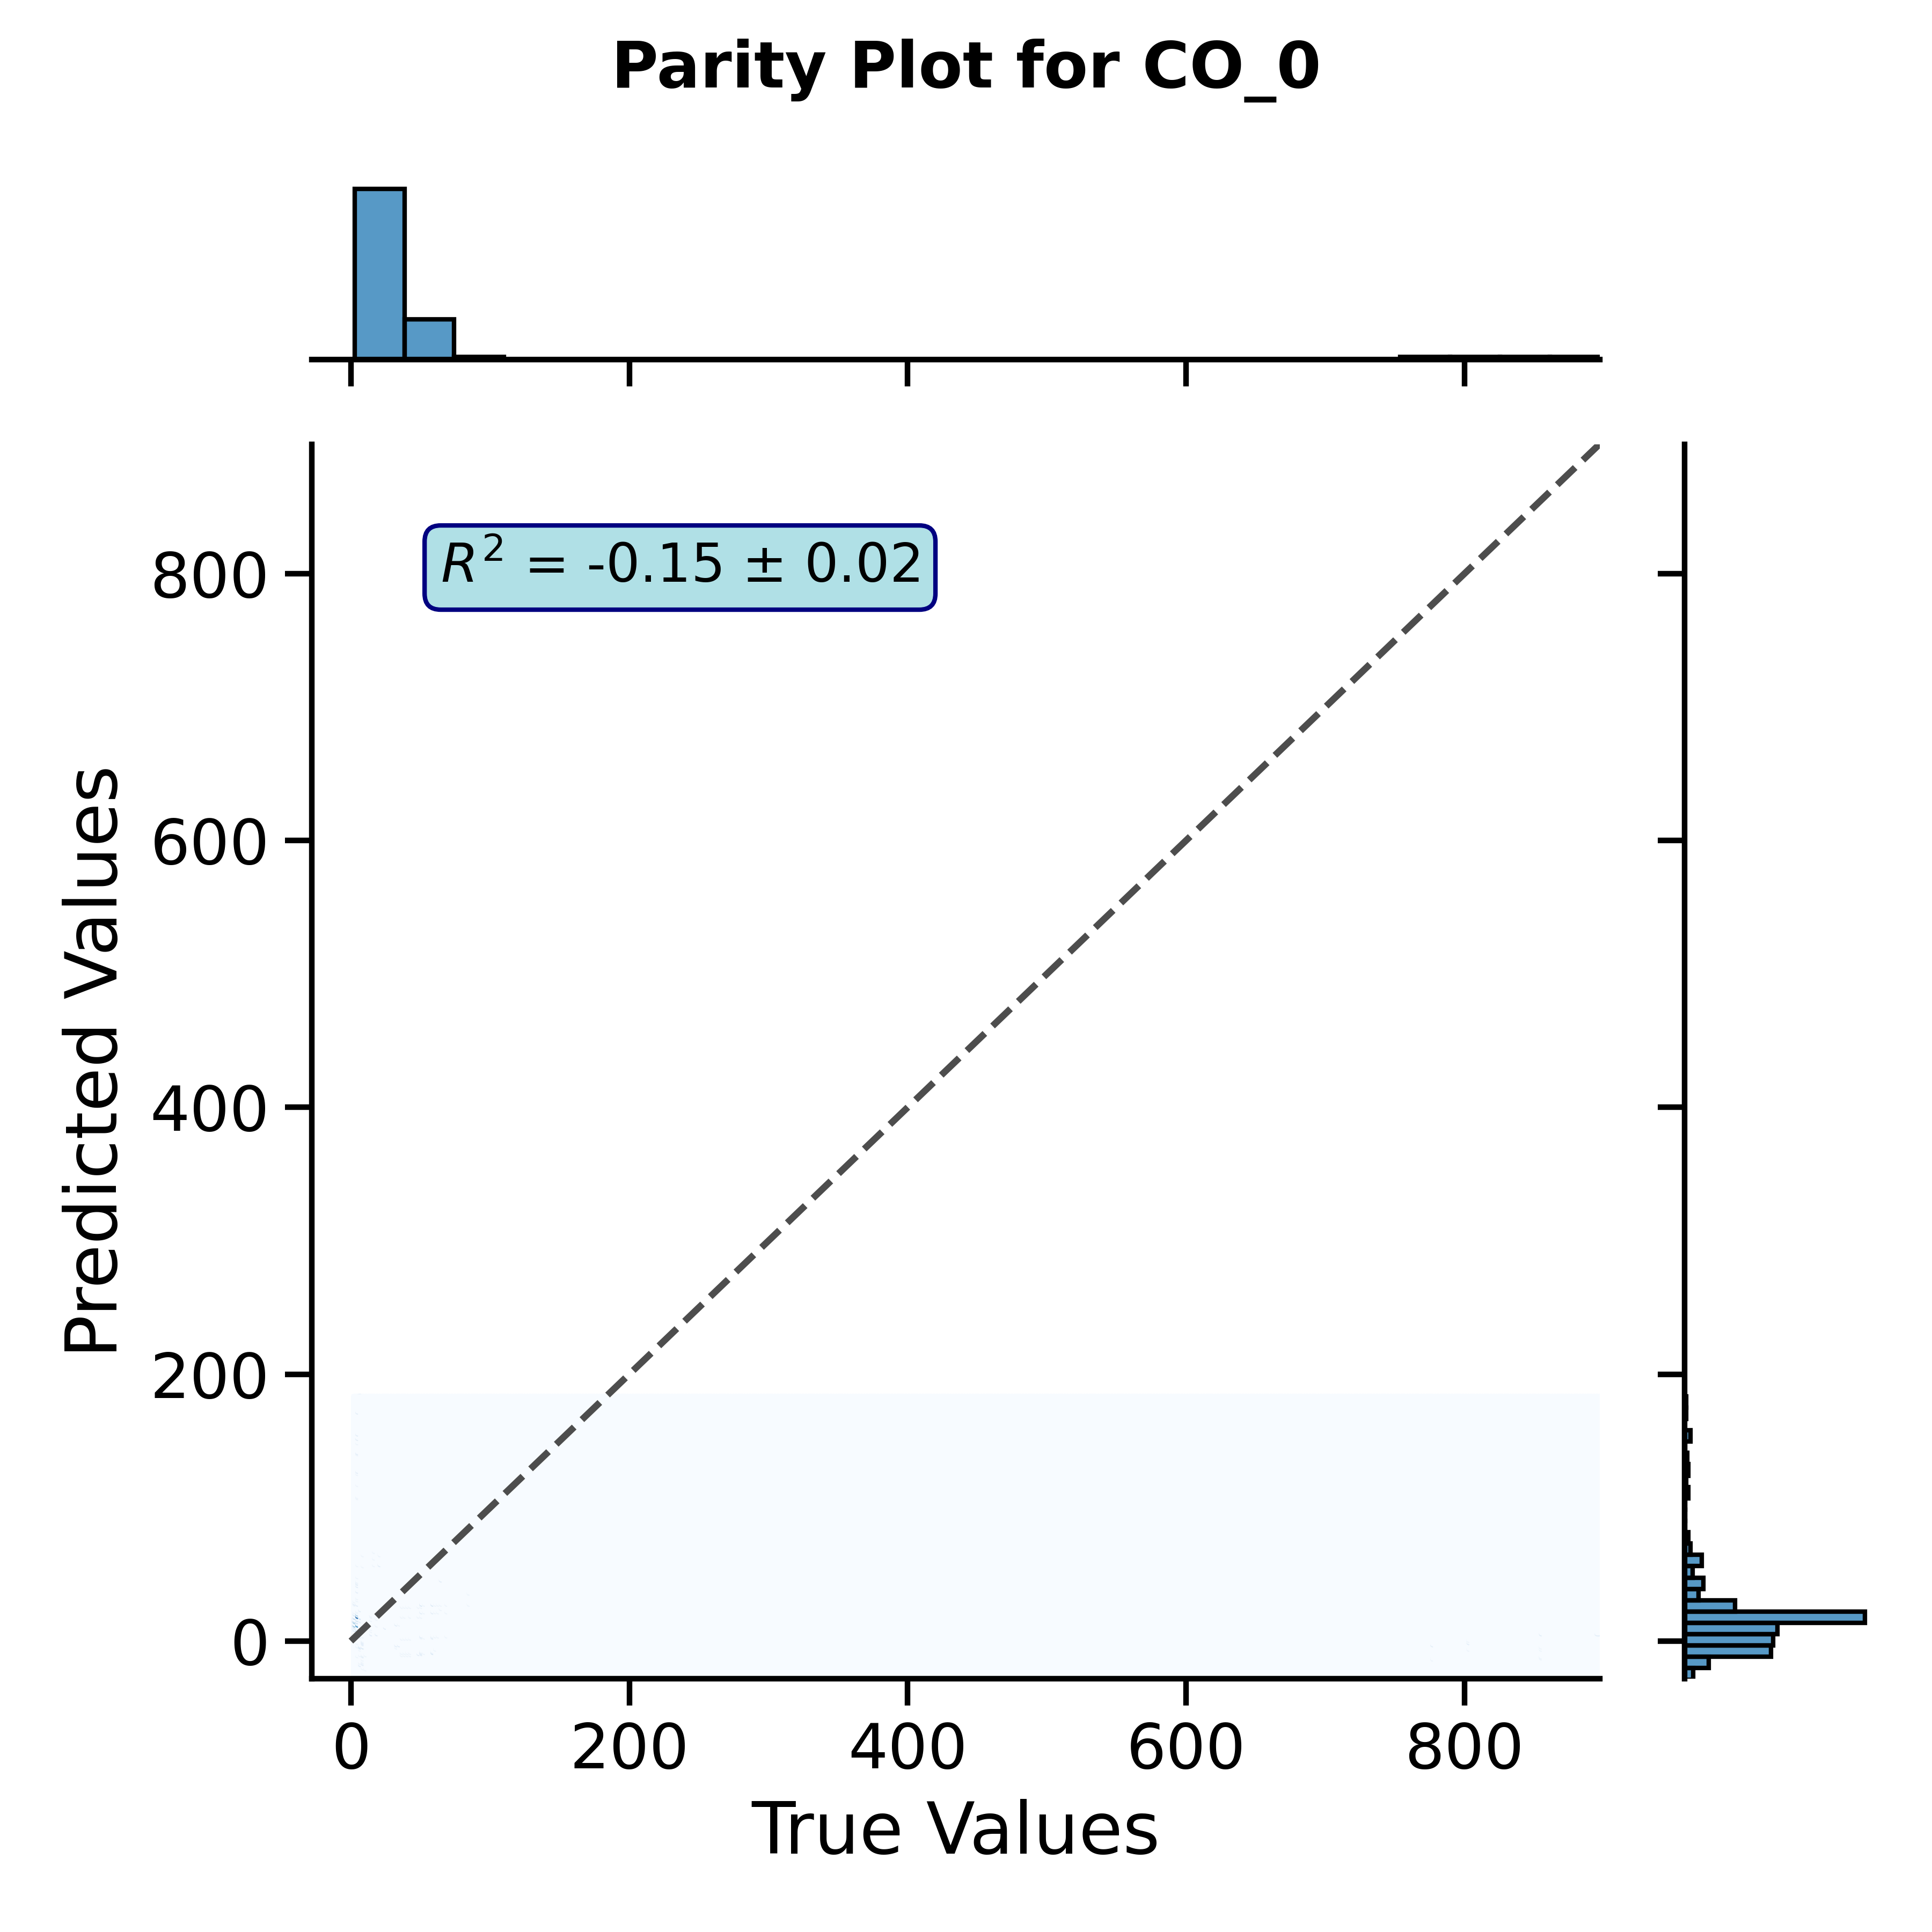 Parity Plot for CO_0
R² = -0.15 ± 0.02
Predicted Values
800
600
400
200
0
0 200 400 600 800
True Values